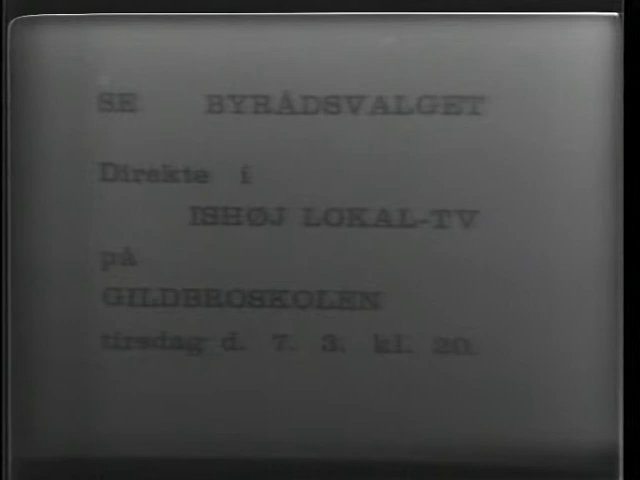 SE BYRÅDSVALGET
Direkte i
ISHØJ LOKAL-TV
på
GILDBROSKOLEN
tirsdag d. 7. 3. kl. 20.